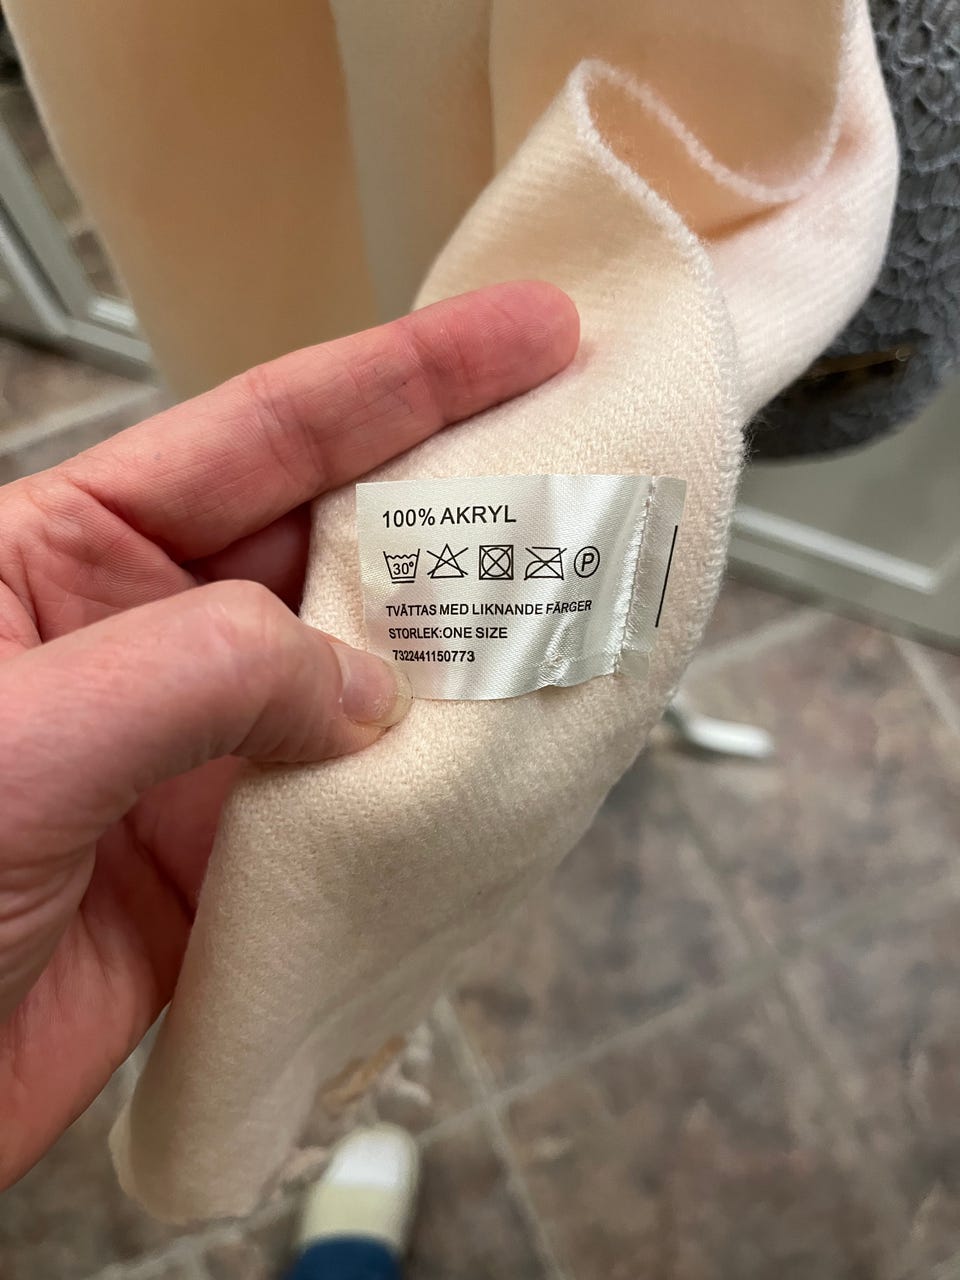 100% AKRYL
30° P
TVÄTTAS MED LIKNANDE FÄRGER
STORLEK:ONE SIZE
7322441150773